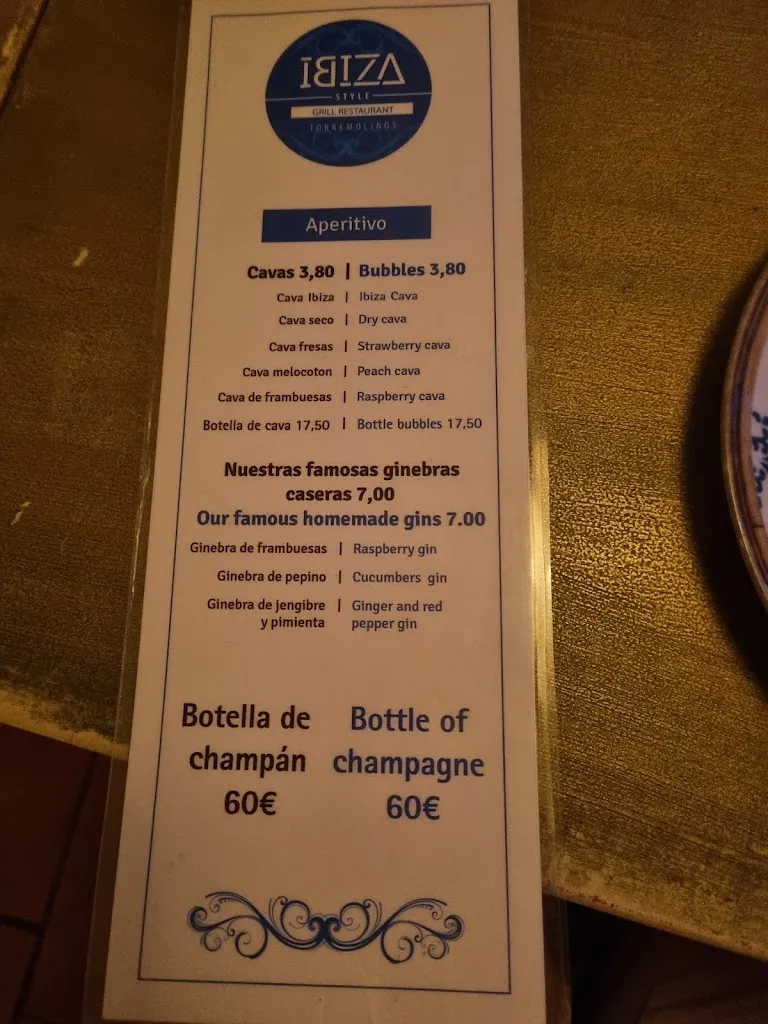 IBIZA
STYLE
GRILL RESTAURANT
TORREMOLINOS
Aperitivo
Cavas 3,80 | Bubbles 3,80
Cava Ibiza | Ibiza Cava
Cava seco | Dry cava
Cava fresas | Strawberry cava
Cava melocoton | Peach cava
Cava de frambuesas | Raspberry cava
Botella de cava 17,50 | Bottle bubbles 17,50
Nuestras famosas ginebras
caseras 7,00
Our famous homemade gins 7.00
Ginebra de frambuesas | Raspberry gin
Ginebra de pepino | Cucumbers gin
Ginebra de jengibre | Ginger and red
y pimienta pepper gin
Botella de
champán
60€
Bottle of
champagne
60€